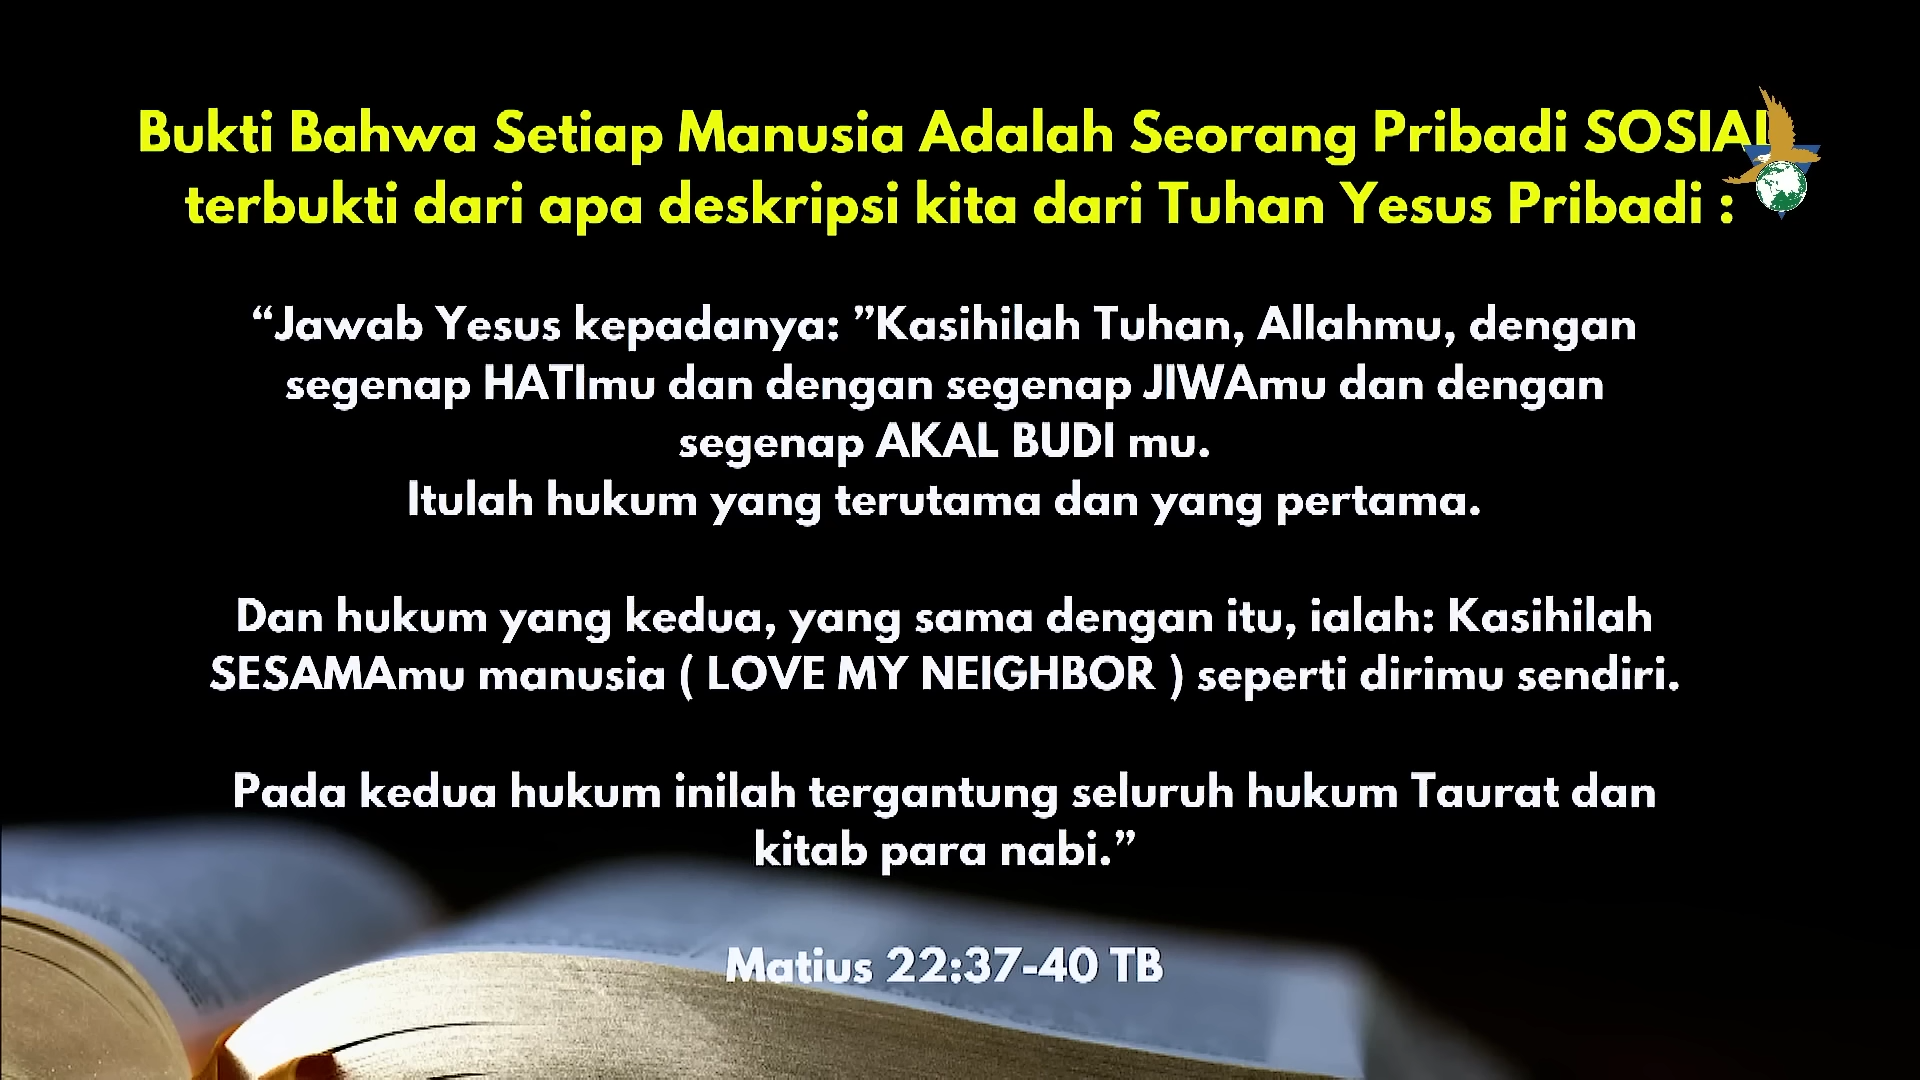 Bukti Bahwa Setiap Manusia Adalah Seorang Pribadi SOSIAL
terbukti dari apa deskripsi kita dari Tuhan Yesus Pribadi :
“Jawab Yesus kepadanya: ”Kasihilah Tuhan, Allahmu, dengan
segenap HATImu dan dengan segenap JIWAmu dan dengan
segenap AKAL BUDI mu.
Itulah hukum yang terutama dan yang pertama.
Dan hukum yang kedua, yang sama dengan itu, ialah: Kasihilah
SESAMAmu manusia ( LOVE MY NEIGHBOR ) seperti dirimu sendiri.
Pada kedua hukum inilah tergantung seluruh hukum Taurat dan
kitab para nabi.”
Matius 22:37-40 TB